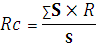 Rc = ∑S × R / s